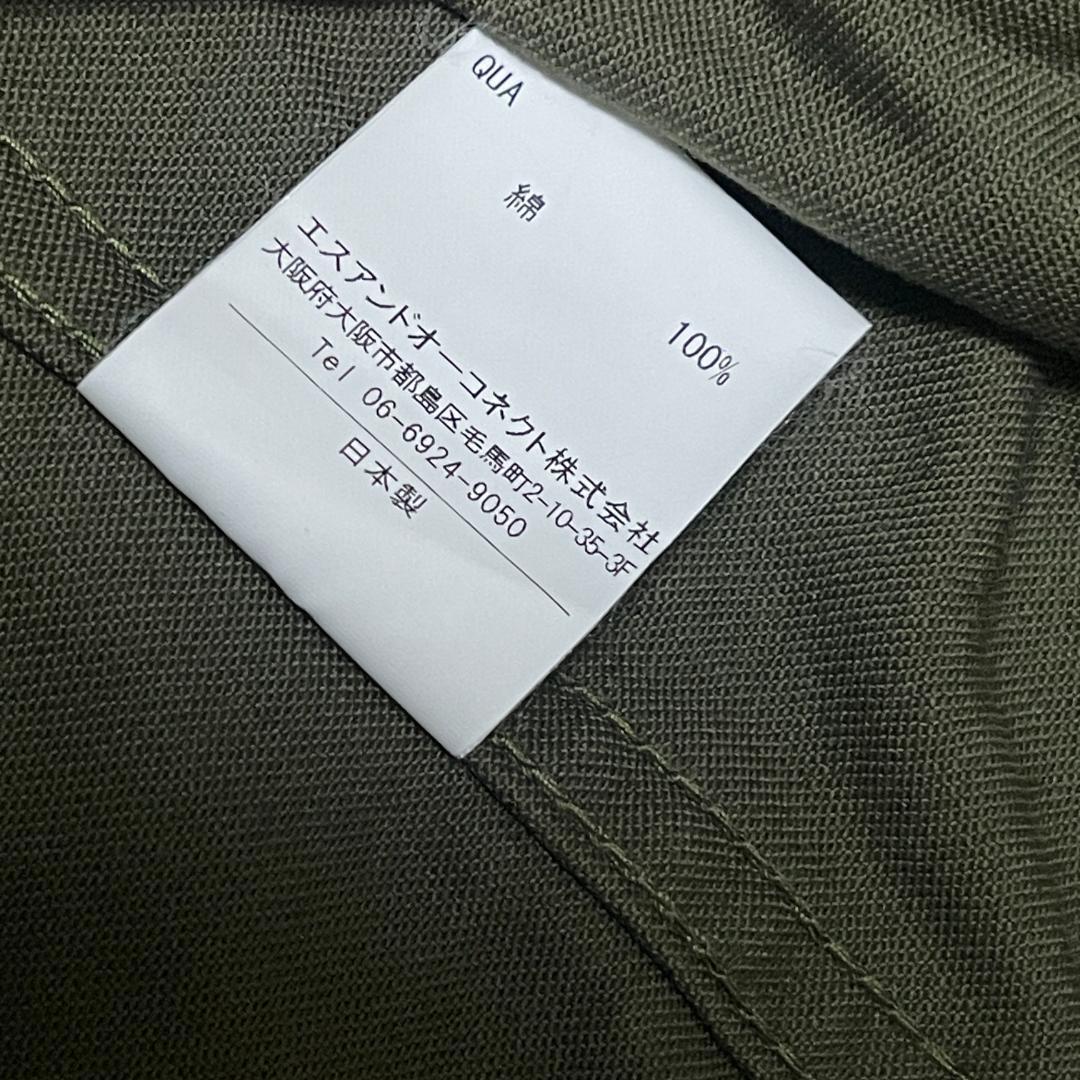 QUA
綿 100%
エスアンドオーコネクト株式会社
大阪府大阪市都島区毛馬町2-10-35-3F
Tel 06-6924-9050
日本製